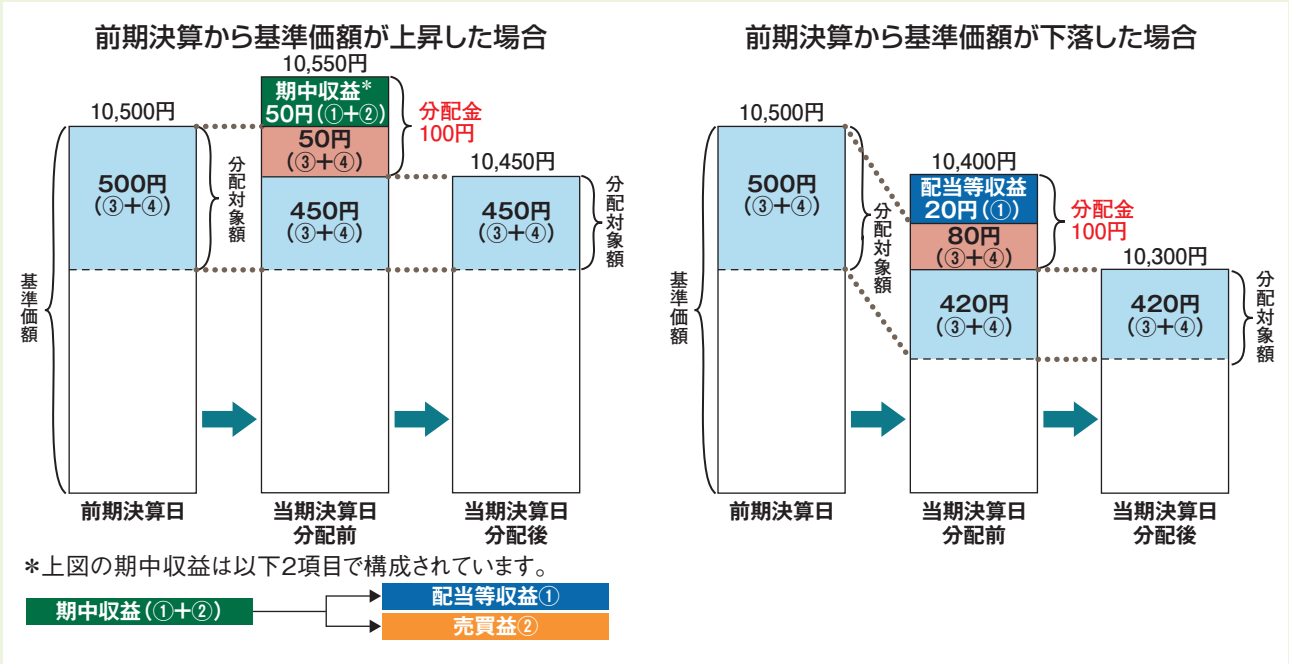 前期決算から基準価額が上昇した場合
10,500円
500円
(③+④)
分配対象額
基準価額
前期決算日
10,550円
期中収益*
50円(①+②)
50円
(③+④)
450円
(③+④)
分配金
100円
当期決算日
分配前
10,450円
450円
(③+④)
分配対象額
当期決算日
分配後
*上図の期中収益は以下2項目で構成されています。
期中収益(①+②)
配当等収益①
売買益②
前期決算から基準価額が下落した場合
10,500円
500円
(③+④)
分配対象額
基準価額
前期決算日
10,400円
配当等収益
20円(①)
80円
(③+④)
420円
(③+④)
分配金
100円
当期決算日
分配前
10,300円
420円
(③+④)
分配対象額
当期決算日
分配後